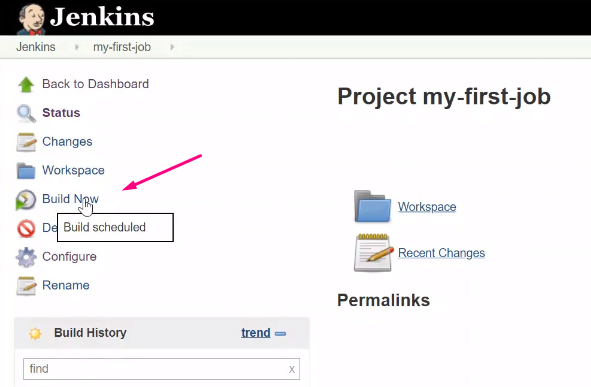 Jenkins
Jenkins
my-first-job
Back to Dashboard
Status
Changes
Workspace
Build Now
Build scheduled
De
Configure
Rename
Build History
trend
find
x
Project my-first-job
Workspace
Recent Changes
Permalinks